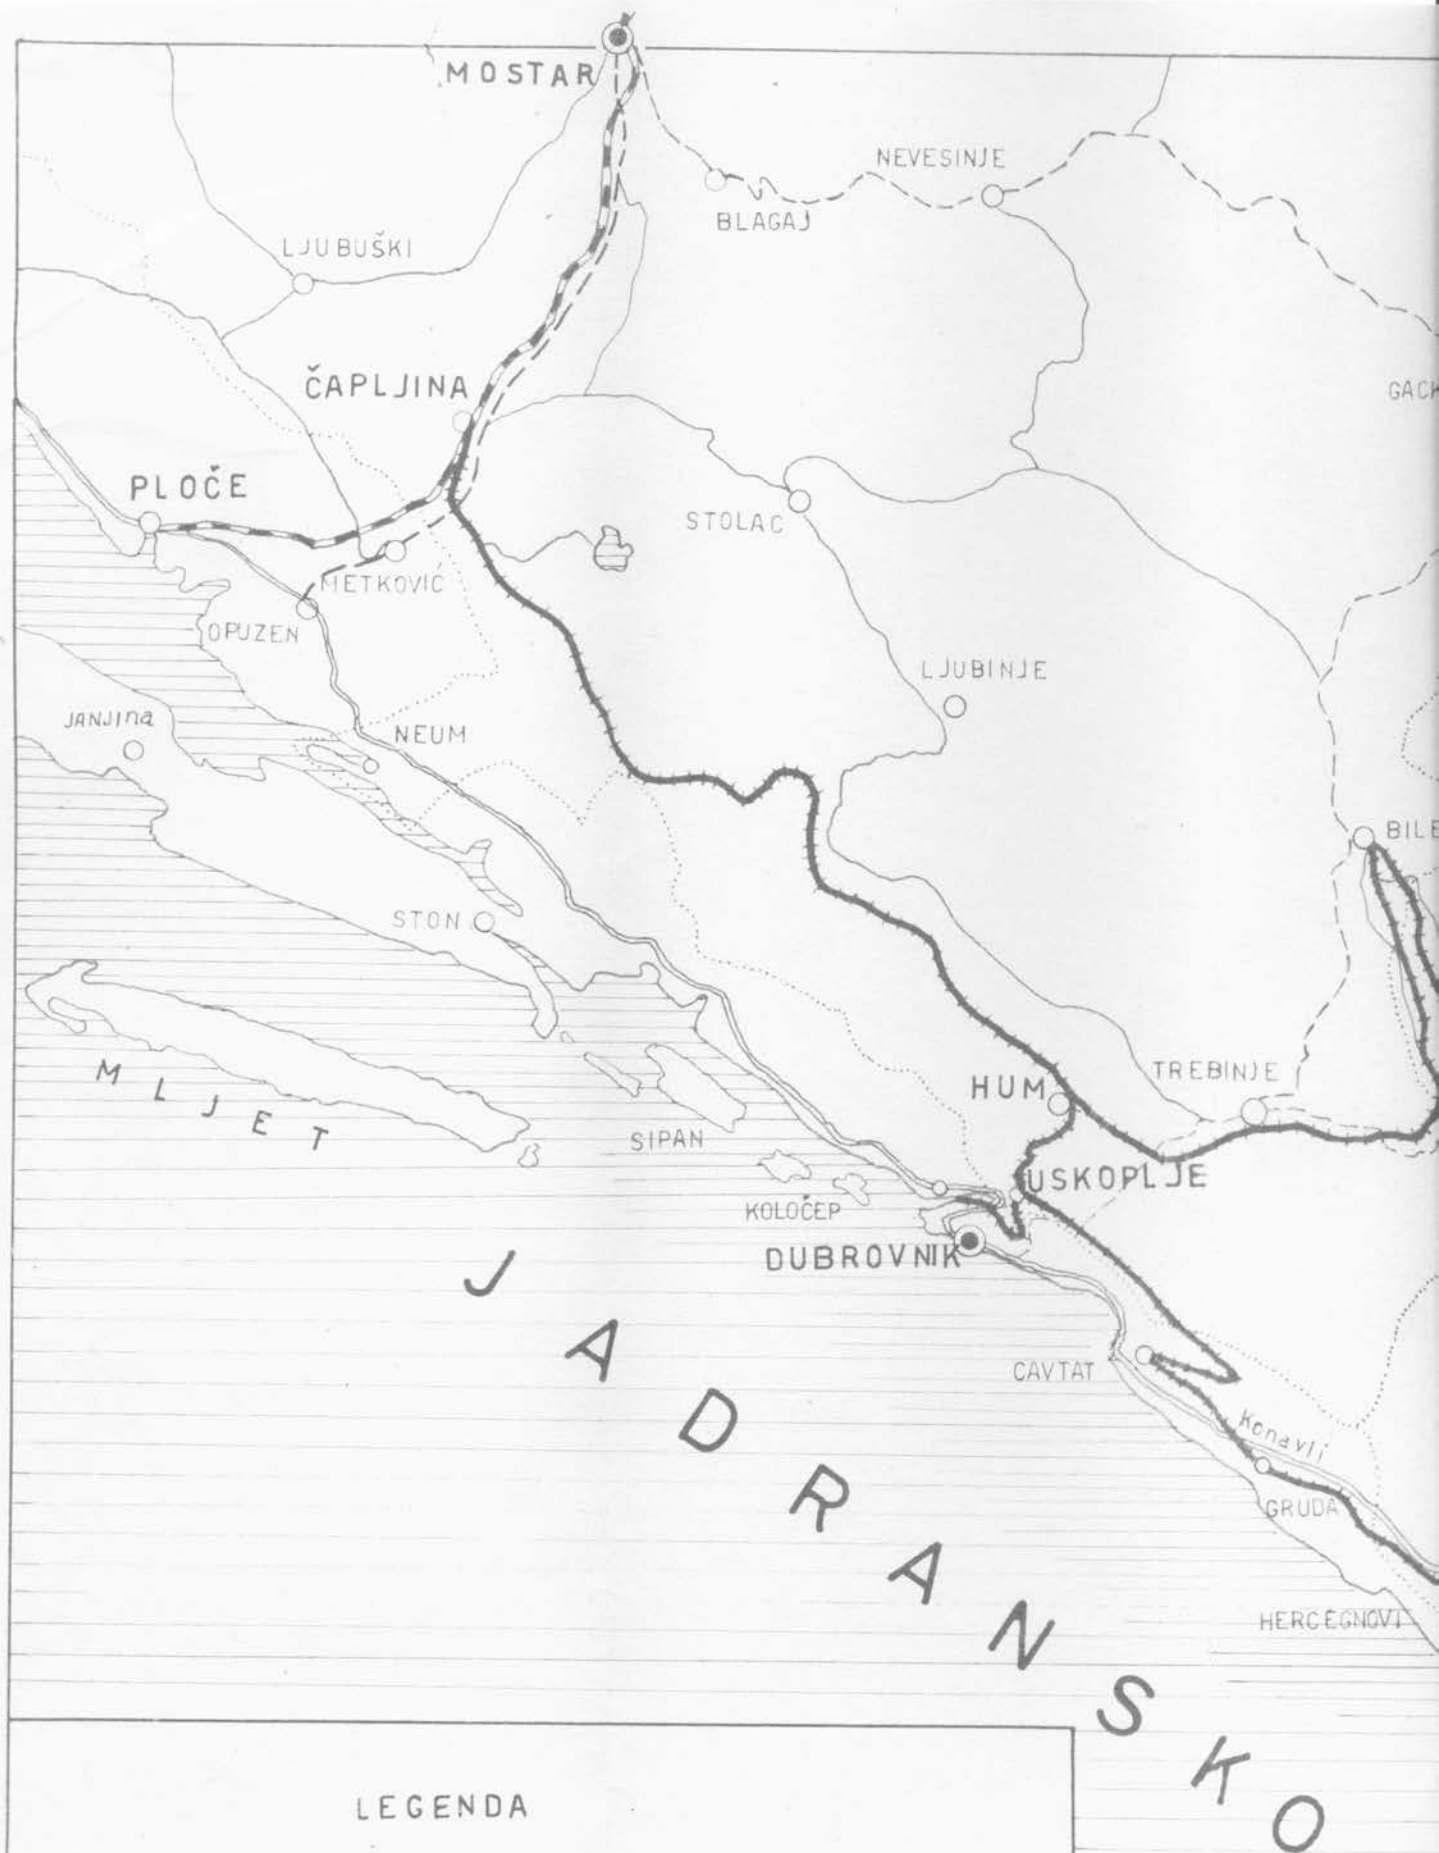 MOSTAR
NEVESINJE
BLAGAJ
LJUBUŠKI
ČAPLJINA
GACK
PLOČE
STOLAC
METKOVIĆ
OPUZEN
LJUBINJE
JANJIna
NEUM
BILE
STON
MLJET
HUM
TREBINJE
SIPAN
USKOPLJE
KOLOČEP
DUBROVNIK
CAVTAT
Konavli
GRUDA
HERCEGNOVI
JADRANSKO
LEGENDA